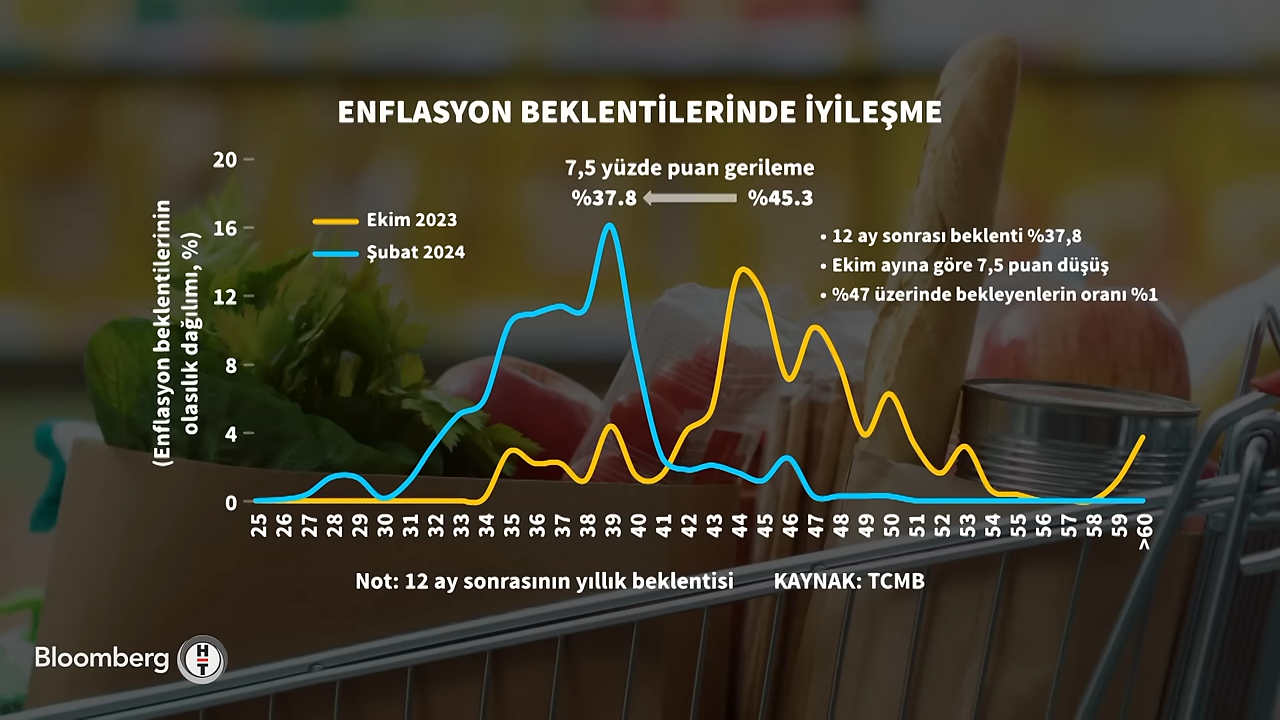 ENFLASYON BEKLENTİLERİNDE İYİLEŞME
7,5 yüzde puan gerileme
%37.8 %45.3
Ekim 2023
Şubat 2024
• 12 ay sonrası beklenti %37,8
• Ekim ayına göre 7,5 puan düşüş
• %47 üzerinde bekleyenlerin oranı %1
(Enflasyon beklentilerinin
olasılık dağılımı, %)
20
16
12
8
4
0
25 26 27 28 29 30 31 32 33 34 35 36 37 38 39 40 41 42 43 44 45 46 47 48 49 50 51 52 53 54 55 56 57 58 59 >60
Not: 12 ay sonrasının yıllık beklentisi KAYNAK: TCMB
Bloomberg HT